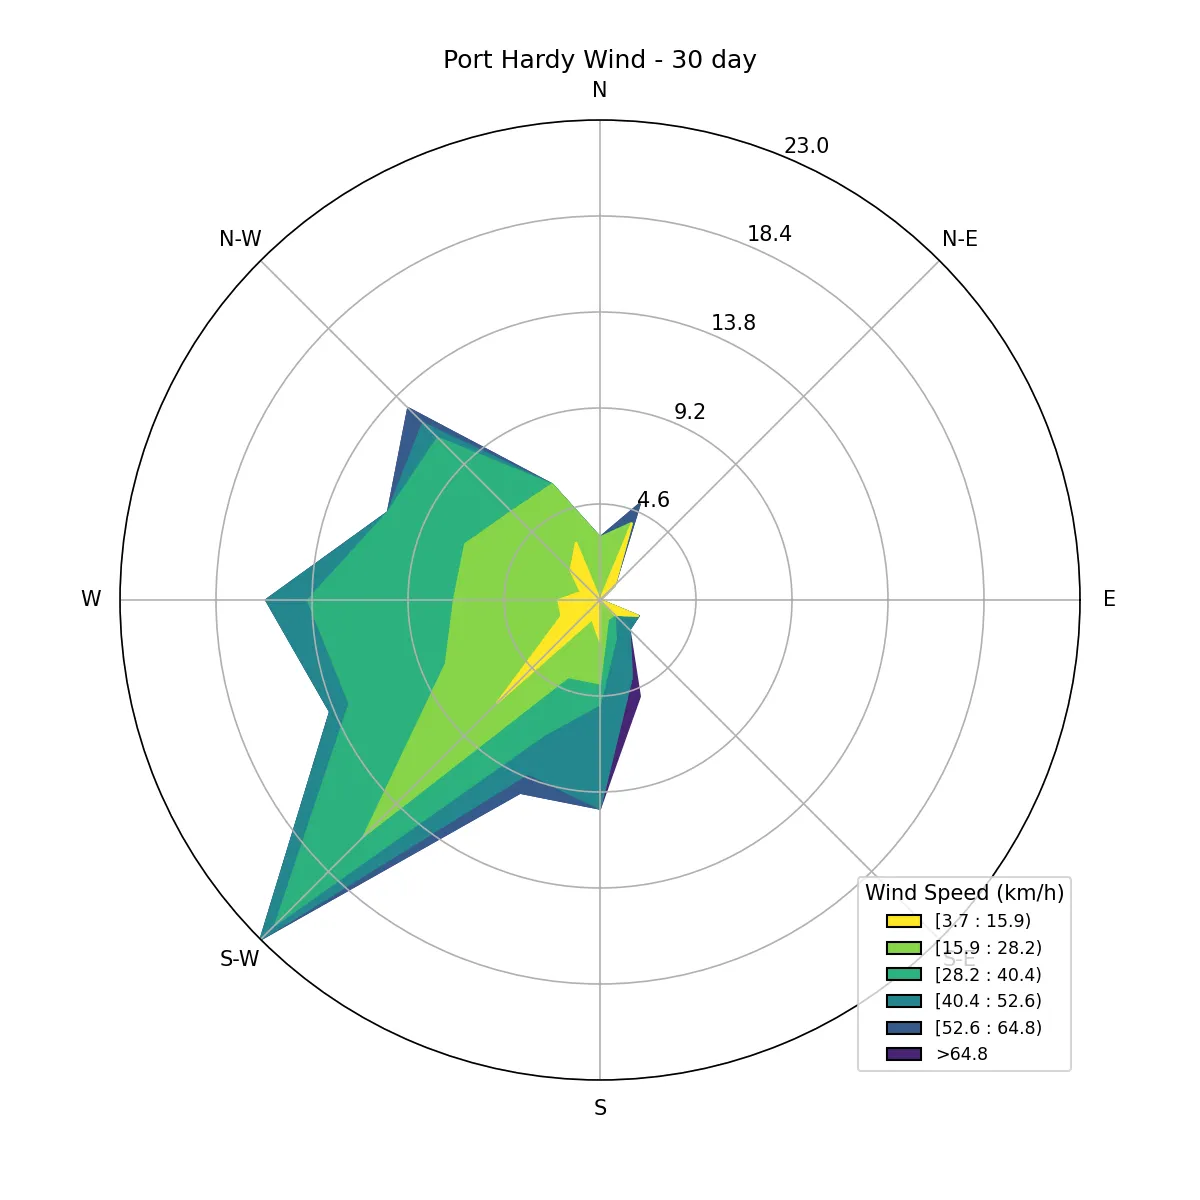 Port Hardy Wind - 30 day
N
23.0
N-W
18.4
N-E
13.8
9.2
4.6
W
E
S-W
S-E
S
Wind Speed (km/h)
[3.7 : 15.9)
[15.9 : 28.2)
[28.2 : 40.4)
[40.4 : 52.6)
[52.6 : 64.8)
>64.8